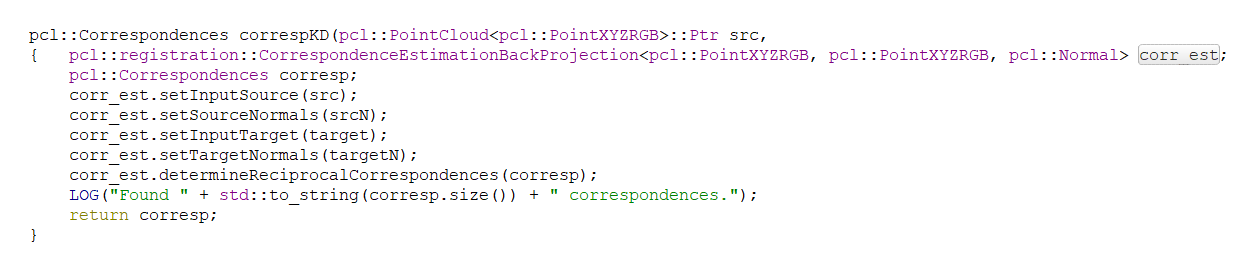 pcl::Correspondences correspKD(pcl::PointCloud<pcl::PointXYZRGB>::Ptr src,
{   pcl::registration::CorrespondenceEstimationBackProjection<pcl::PointXYZRGB, pcl::PointXYZRGB, pcl::Normal> corr_est;
    pcl::Correspondences corresp;
    corr_est.setInputSource(src);
    corr_est.setSourceNormals(srcN);
    corr_est.setInputTarget(target);
    corr_est.setTargetNormals(targetN);
    corr_est.determineReciprocalCorrespondences(corresp);
    LOG("Found " + std::to_string(corresp.size()) + " correspondences.");
    return corresp;
}